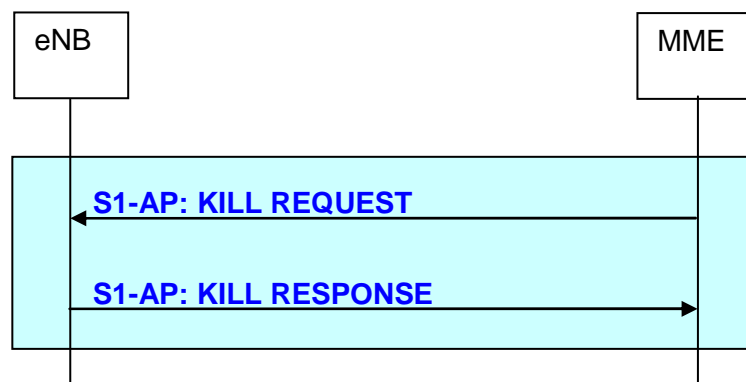 eNB
MME
S1-AP: KILL REQUEST
S1-AP: KILL RESPONSE